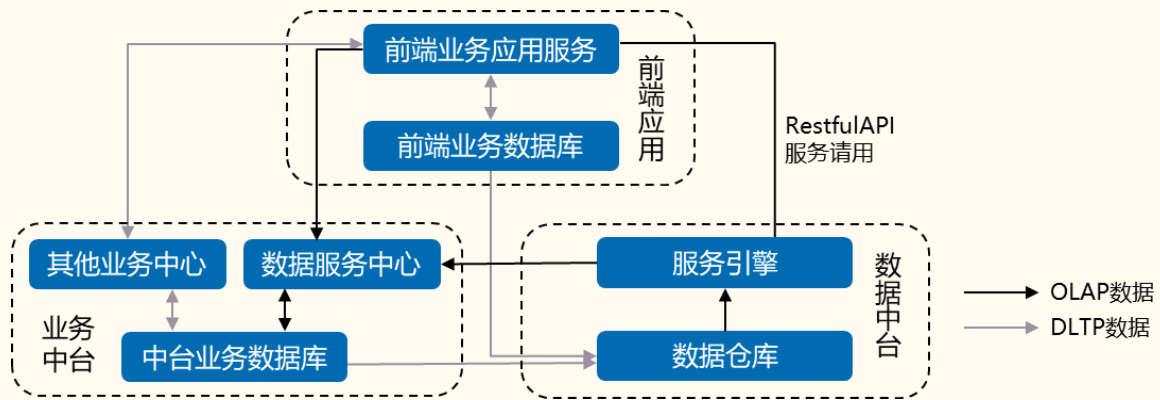 前端业务应用服务
前端应用
前端业务数据库
RestfulAPI
服务请用
其他业务中心
数据服务中心
服务引擎
数据中台
OLAP数据
DLTP数据
业务
中台
中台业务数据库
数据仓库